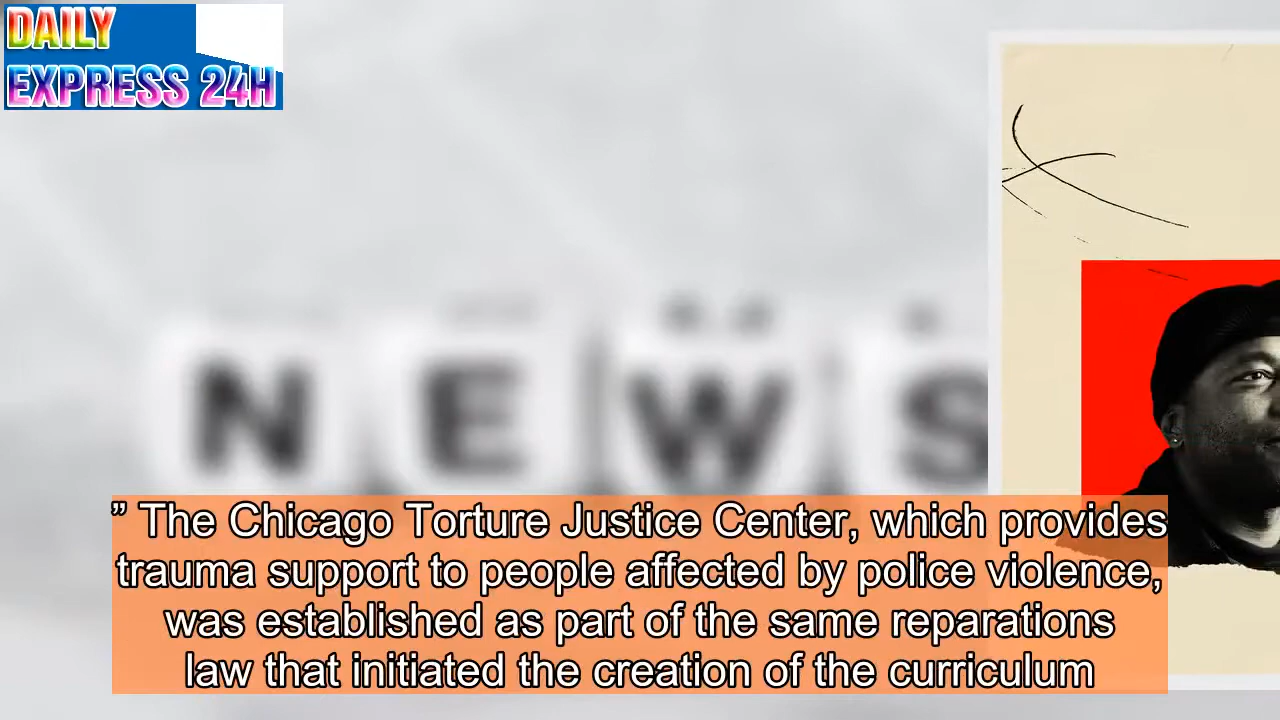 DAILY
EXPRESS 24H
NEWS
” The Chicago Torture Justice Center, which provides
trauma support to people affected by police violence,
was established as part of the same reparations
law that initiated the creation of the curriculum